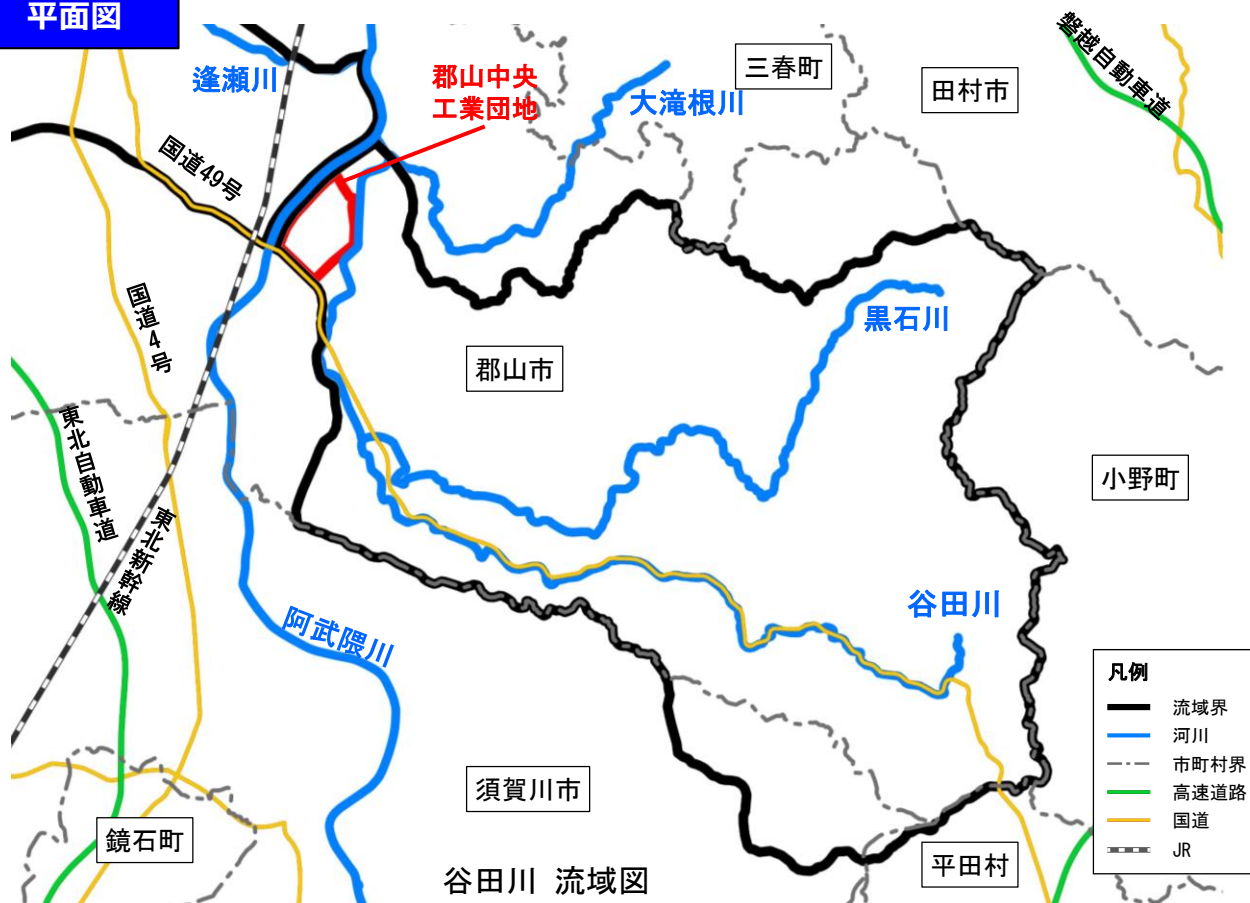 平面図
逢瀬川
郡山中央
工業団地
大滝根川
三春町
田村市
磐越自動車道
国道49号
国道4号
黒石川
郡山市
東北自動車道
東北新幹線
小野町
谷田川
阿武隈川
須賀川市
鏡石町
平田村
谷田川 流域図
凡例
流域界
河川
市町村界
高速道路
国道
JR